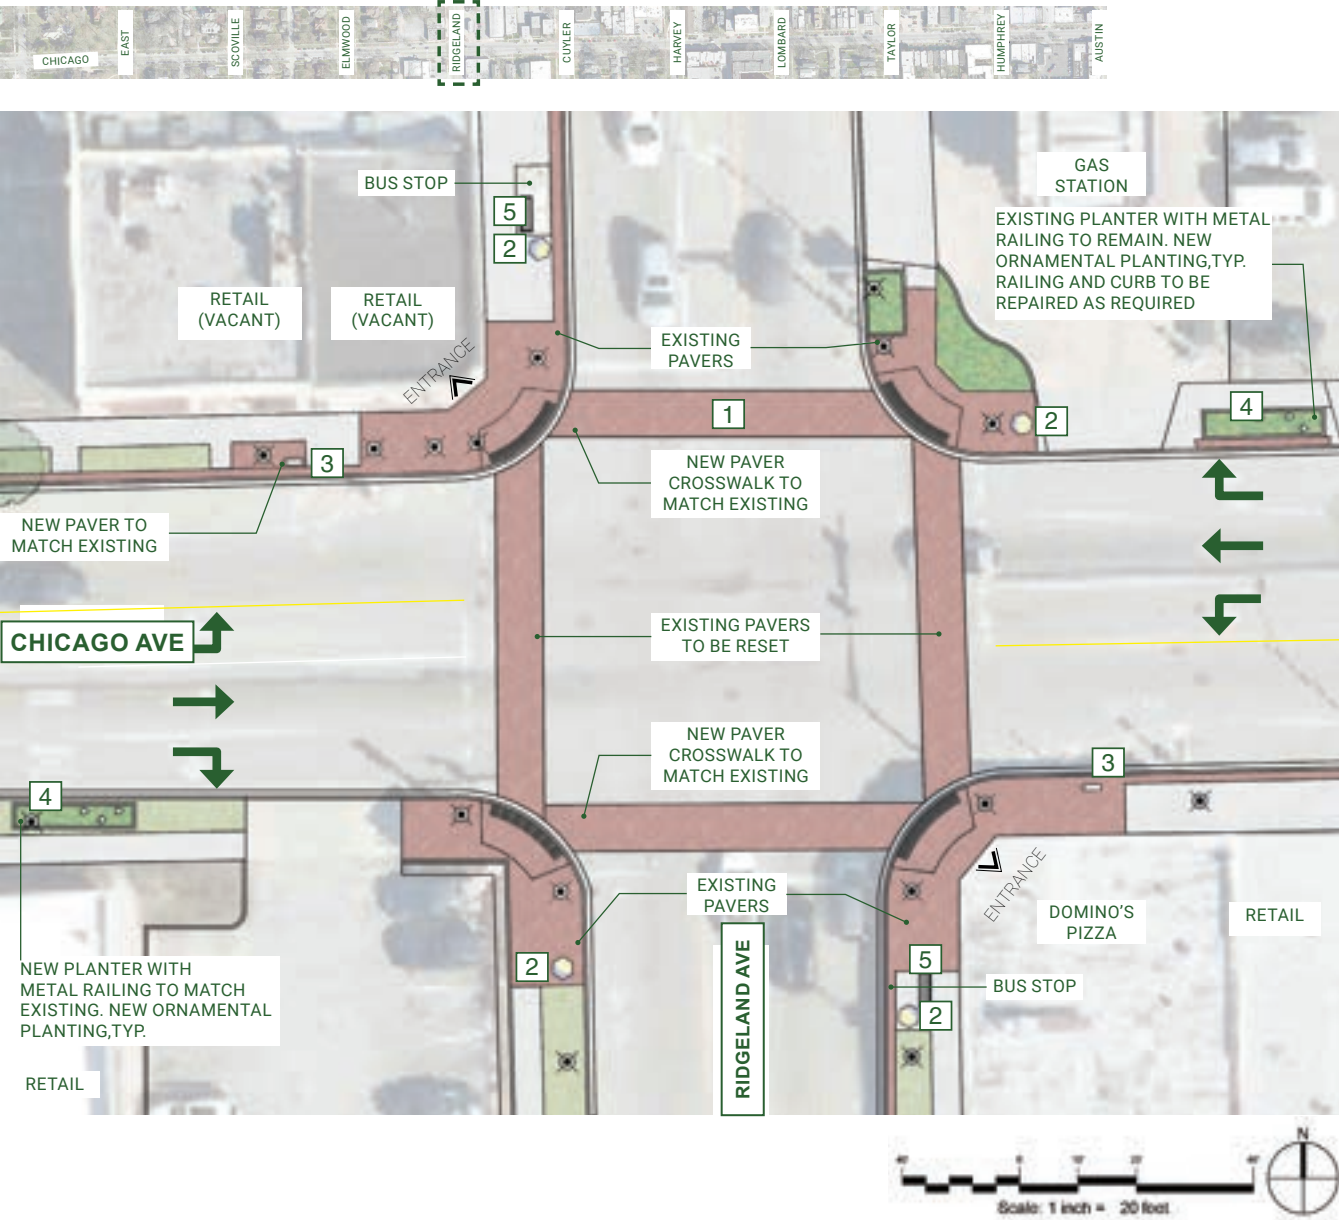 CHICAGO
EAST
SCOVILLE
ELMWOOD
RIDGELAND
CUYLER
HARVEY
LOMBARD
TAYLOR
HUMPHREY
AUSTIN
BUS STOP
5
2
GAS
STATION
EXISTING PLANTER WITH METAL
RAILING TO REMAIN. NEW
ORNAMENTAL PLANTING,TYP.
RAILING AND CURB TO BE
REPAIRED AS REQUIRED
RETAIL
(VACANT)
RETAIL
(VACANT)
ENTRANCE
EXISTING
PAVERS
1
2
4
3
NEW PAVER
CROSSWALK TO
MATCH EXISTING
NEW PAVER TO
MATCH EXISTING
CHICAGO AVE
EXISTING PAVERS
TO BE RESET
NEW PAVER
CROSSWALK TO
MATCH EXISTING
3
4
ENTRANCE
EXISTING
PAVERS
DOMINO'S
PIZZA
RETAIL
RIDGELAND AVE
2
5
BUS STOP
2
NEW PLANTER WITH
METAL RAILING TO MATCH
EXISTING. NEW ORNAMENTAL
PLANTING,TYP.
RETAIL
N
Scale: 1 inch = 20 feet